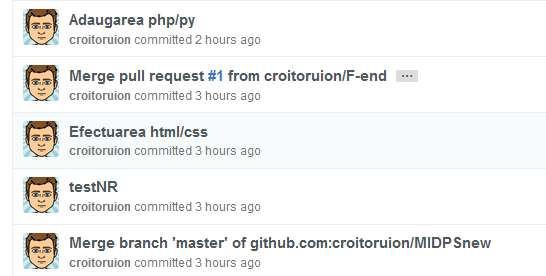 Adaugarea php/py
croitoruion committed 2 hours ago
Merge pull request #1 from croitoruion/F-end ...
croitoruion committed 3 hours ago
Efectuarea html/css
croitoruion committed 3 hours ago
testNR
croitoruion committed 3 hours ago
Merge branch 'master' of github.com:croitoruion/MIDPSnew
croitoruion committed 3 hours ago